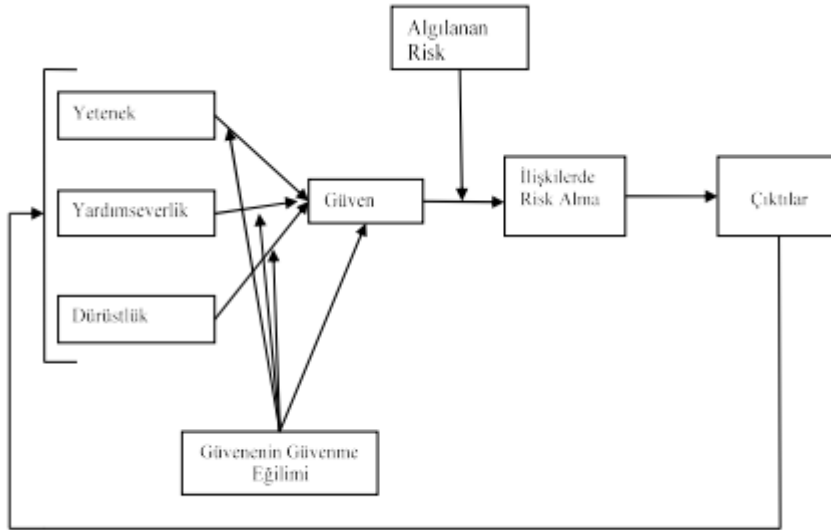 Algılanan
Risk
Yetenek
Yardımseverlik
Dürüstlük
Güven
İlişkilerde
Risk Alma
Çıktılar
Güvenenin Güvenme
Eğilimi